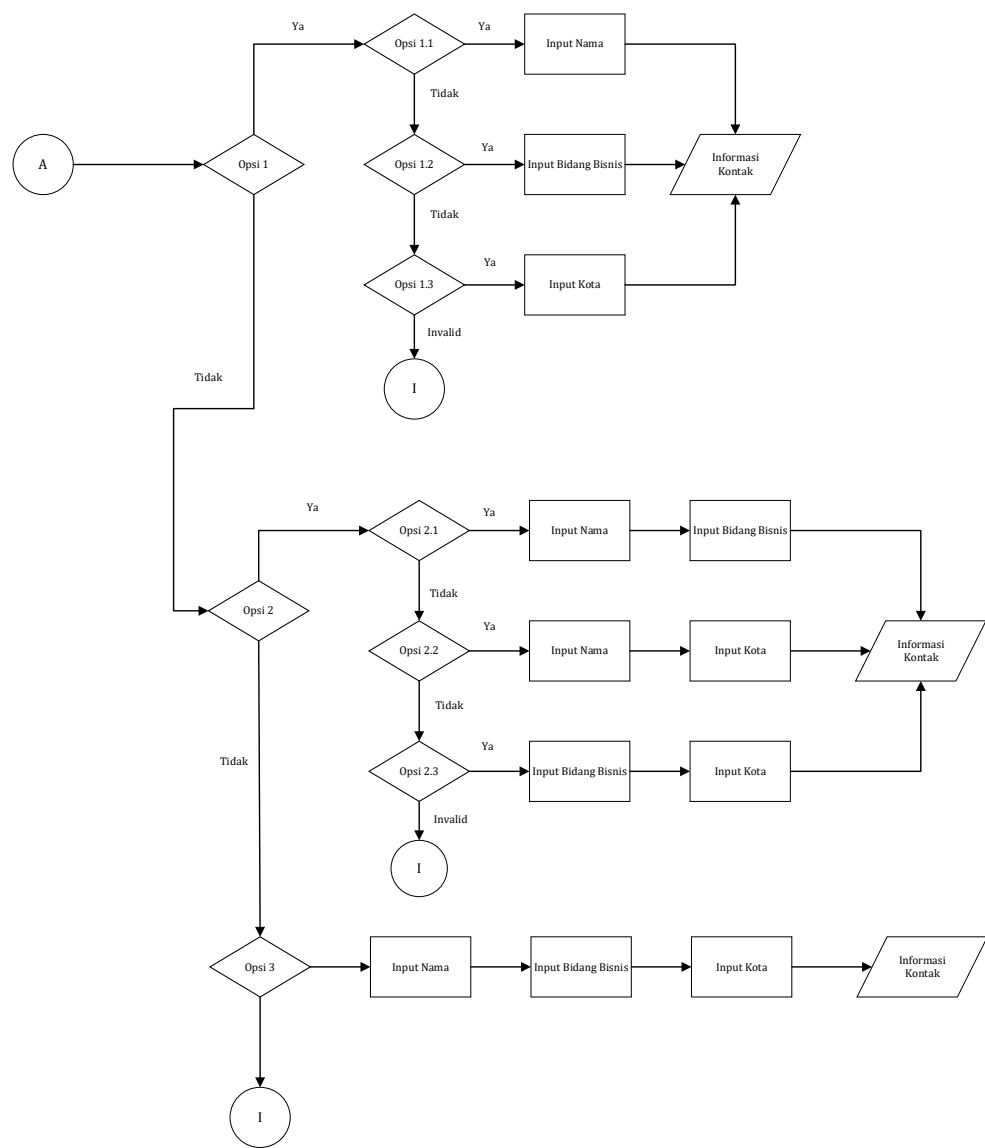 Ya
Opsi 1.1
Ya
Input Nama
Tidak
A
Opsi 1
Opsi 1.2
Ya
Input Bidang Bisnis
Informasi
Kontak
Tidak
Opsi 1.3
Ya
Input Kota
Invalid
I
Tidak
Ya
Opsi 2.1
Ya
Input Nama
Input Bidang Bisnis
Tidak
Opsi 2
Opsi 2.2
Ya
Input Nama
Input Kota
Informasi
Kontak
Tidak
Tidak
Opsi 2.3
Ya
Input Bidang Bisnis
Input Kota
Invalid
I
Opsi 3
Input Nama
Input Bidang Bisnis
Input Kota
Informasi
Kontak
I